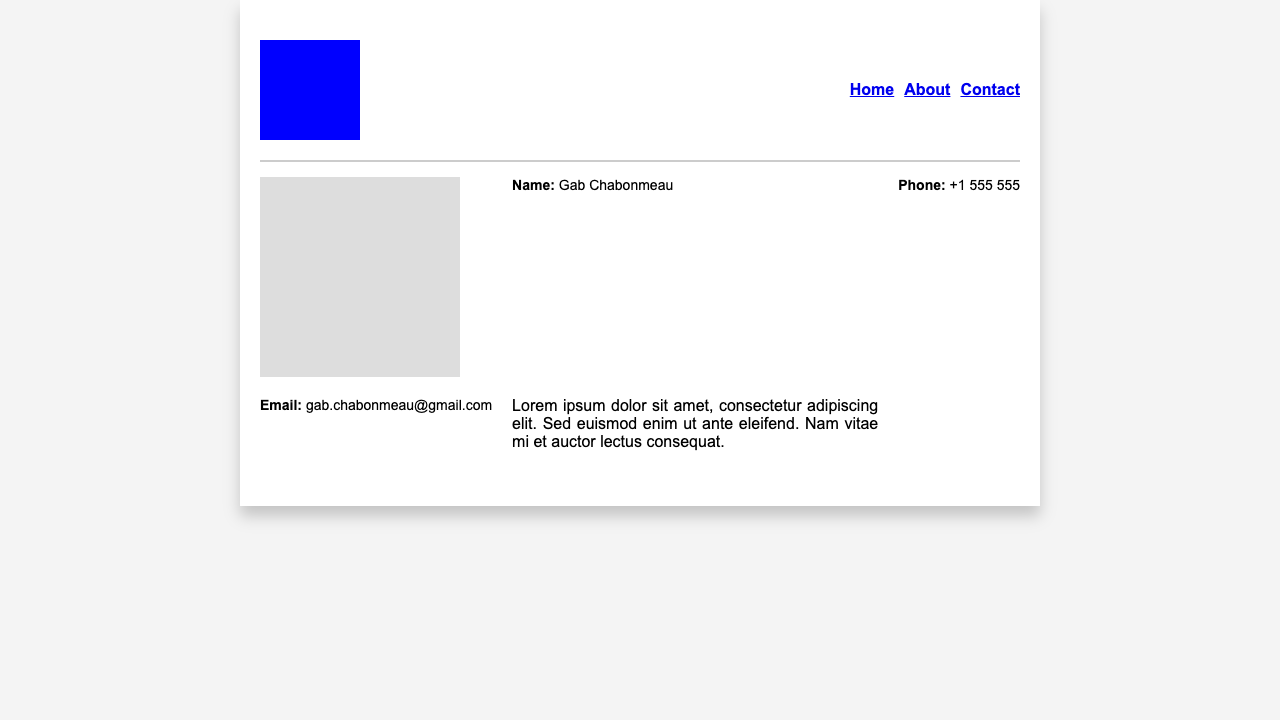 Home About Contact
Name: Gab Chabonmeau
Phone: +1 555 555
Email: gab.chabonmeau@gmail.com
Lorem ipsum dolor sit amet, consectetur adipiscing
elit. Sed euismod enim ut ante eleifend. Nam vitae
mi et auctor lectus consequat.